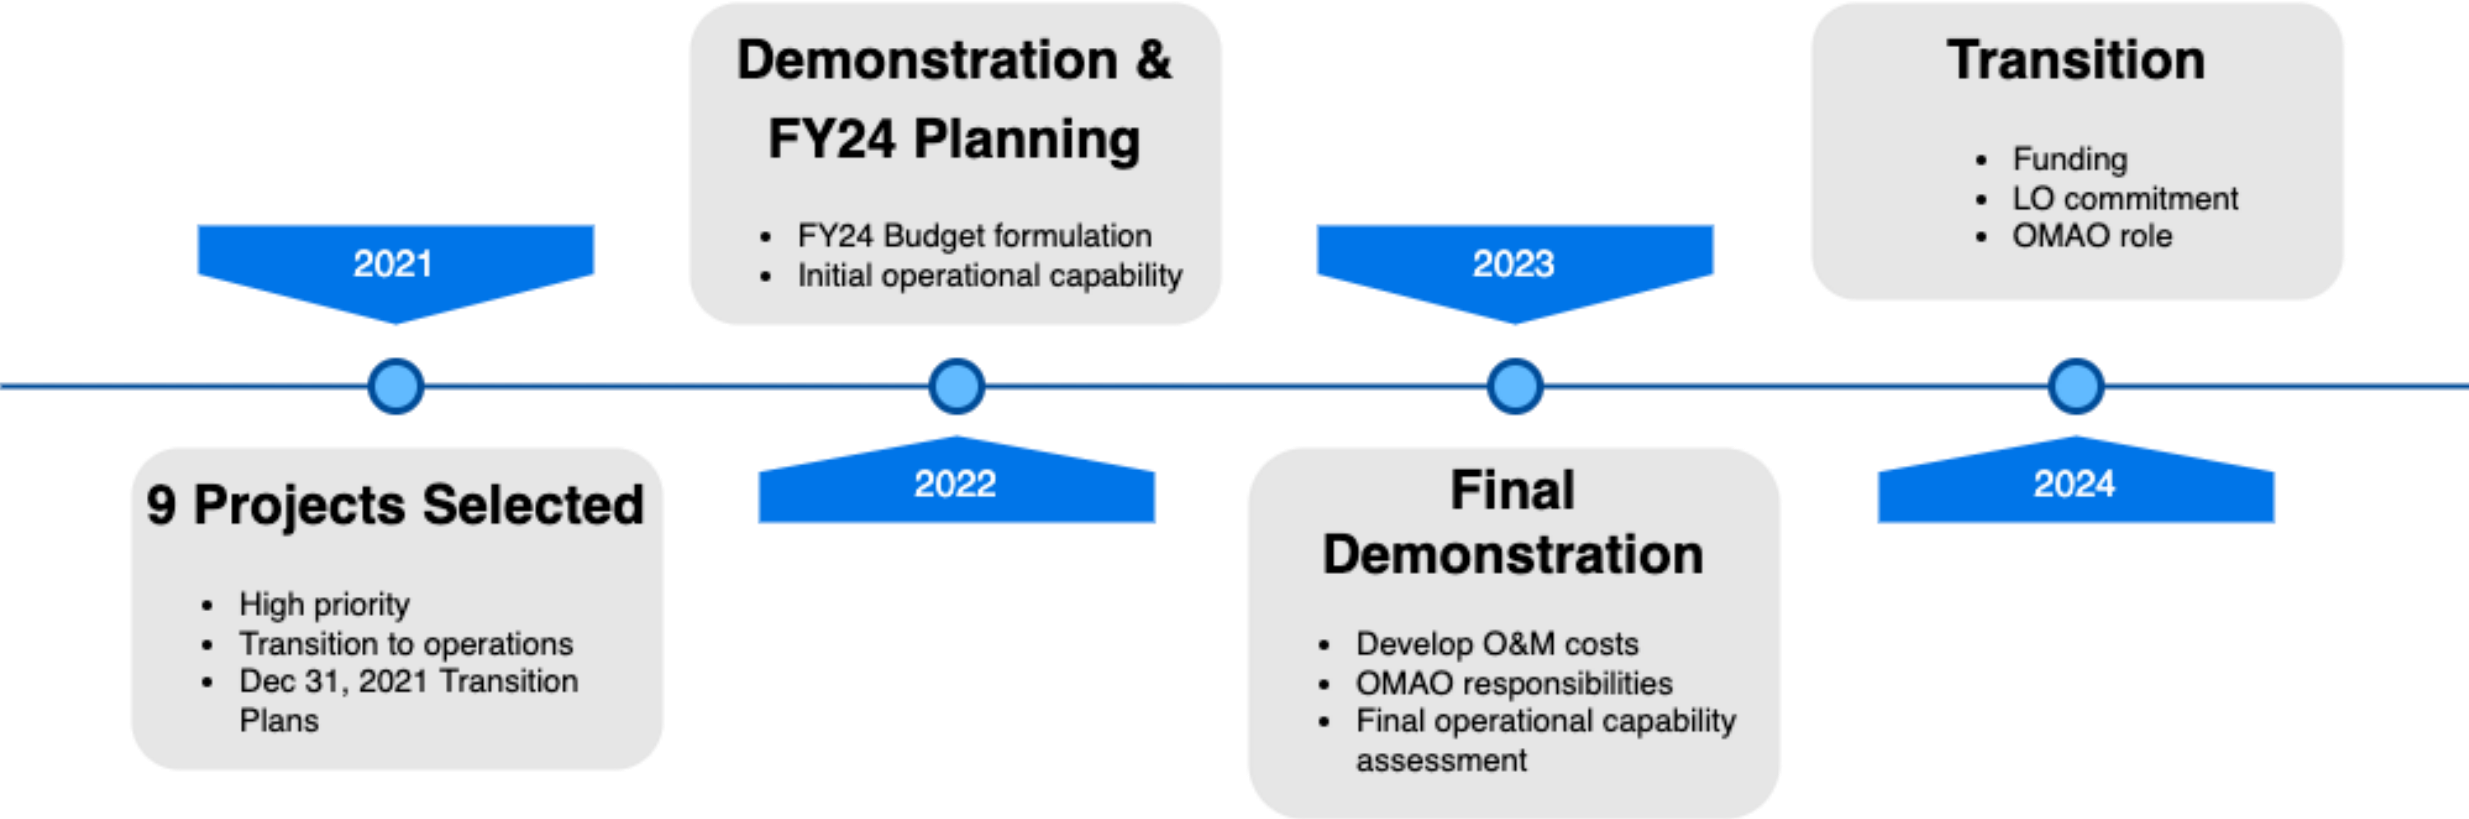 2021
9 Projects Selected
• High priority
• Transition to operations
• Dec 31, 2021 Transition
Plans
Demonstration &
FY24 Planning
• FY24 Budget formulation
• Initial operational capability
2022
2023
Final
Demonstration
• Develop O&M costs
• OMAO responsibilities
• Final operational capability
assessment
Transition
• Funding
• LO commitment
• OMAO role
2024